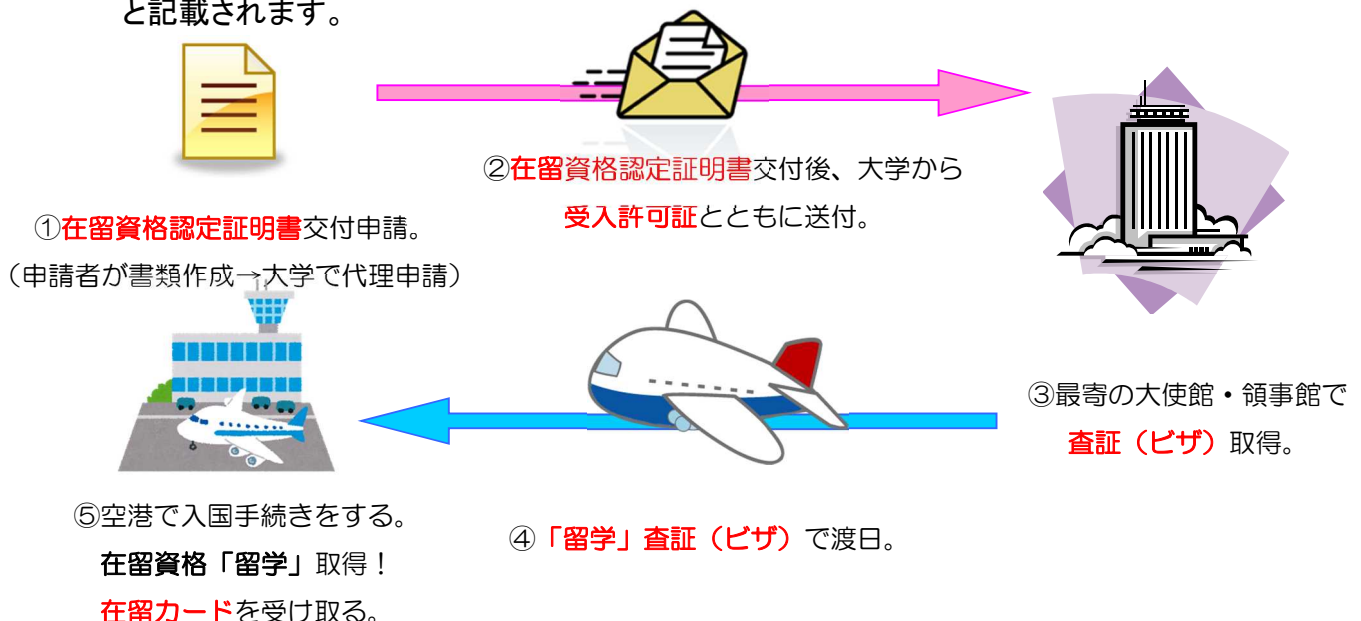 と記載されます。
①在留資格認定証明書交付申請。
（申請者が書類作成→大学で代理申請）
②在留資格認定証明書交付後、大学から
受入許可証とともに送付。
③最寄の大使館・領事館で
査証（ビザ）取得。
④「留学」査証（ビザ）で渡日。
⑤空港で入国手続きをする。
在留資格「留学」取得！
在留カードを受け取る。